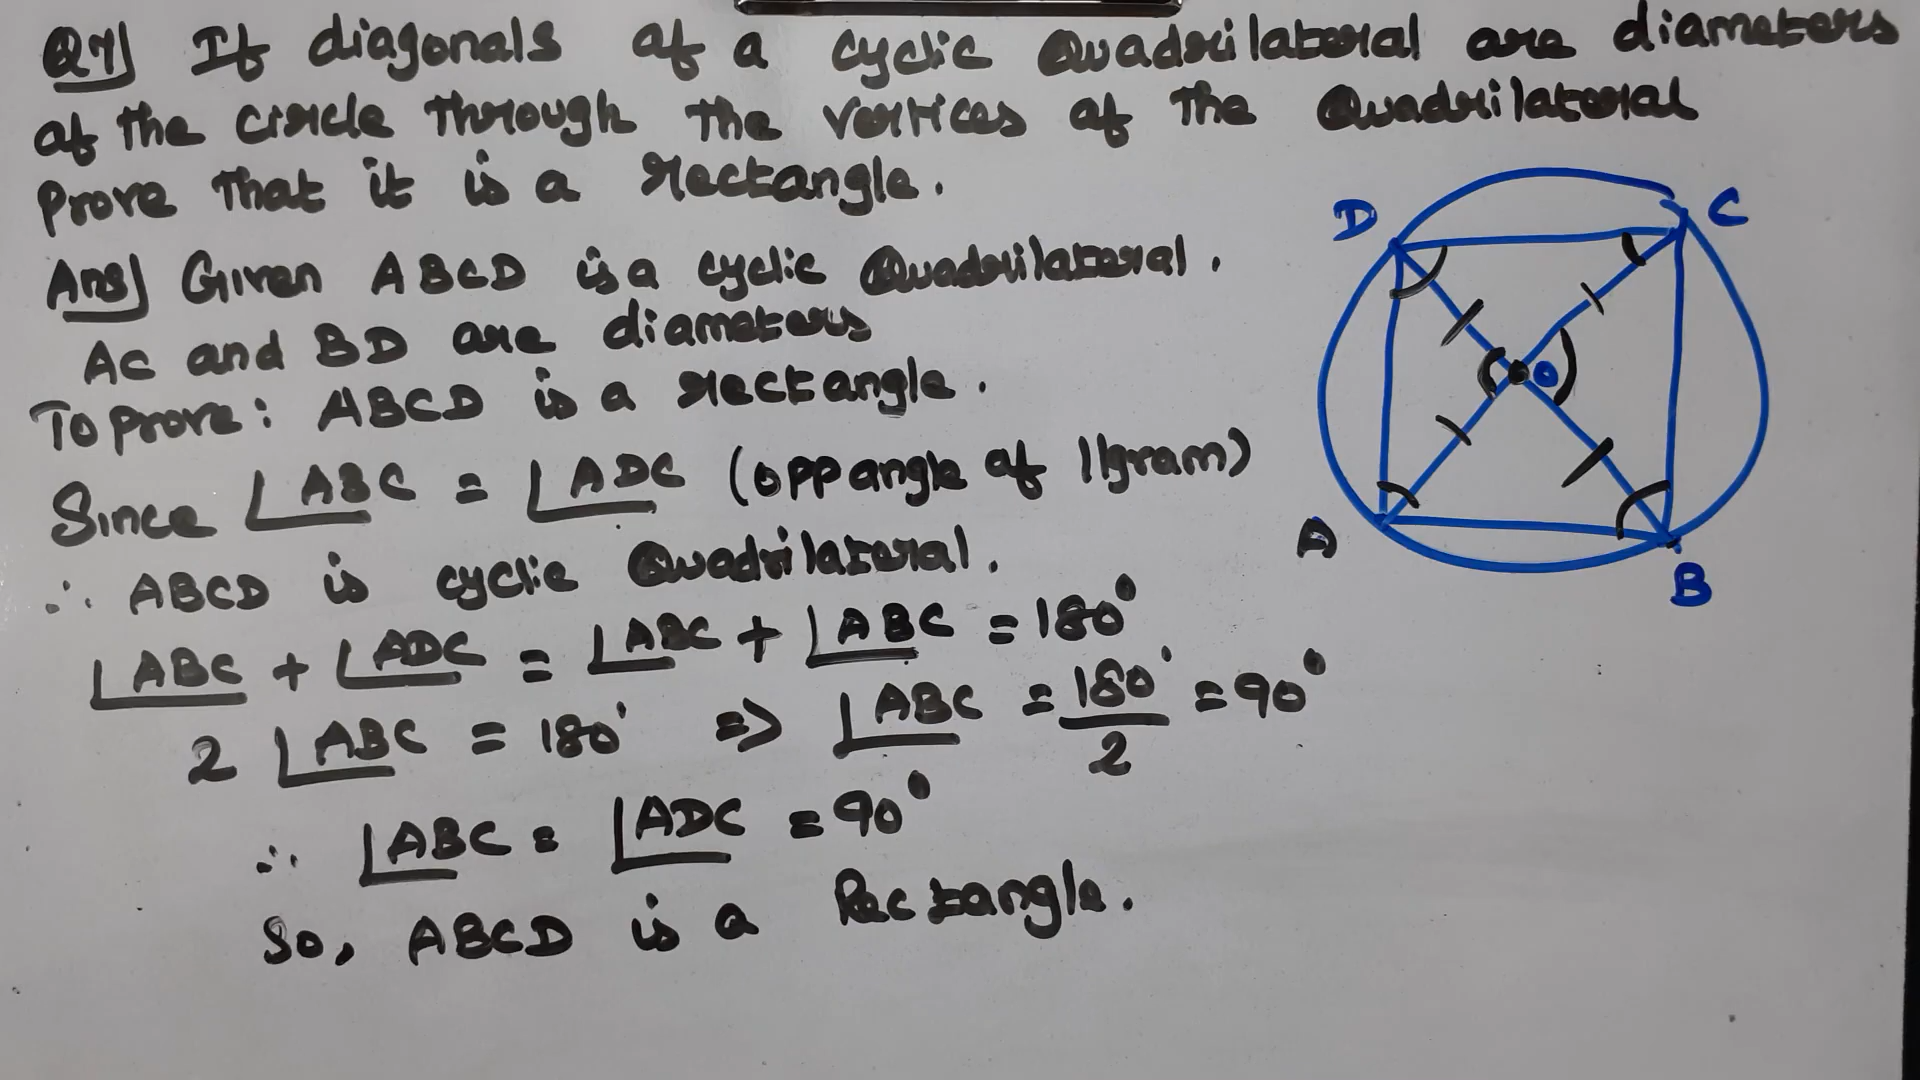 Q7] If diagonals of a cyclic Quadrilateral are diameters
of the circle through the vertices of the Quadrilateral
Prove that it is a rectangle.
Ans] Given ABCD is a cyclic Quadrilateral.
AC and BD are diameters
To prove: ABCD is a rectangle.
Since ∠ABC = ∠ADC (opp angle of ||gram)
∴ ABCD is cyclic Quadrilateral.
∠ABC + ∠ADC = ∠ABC + ∠ABC = 180°
2 ∠ABC = 180° => ∠ABC = 180°/2 = 90°
∴ ∠ABC = ∠ADC = 90°
So, ABCD is a Rectangle.
D C
O
A
B